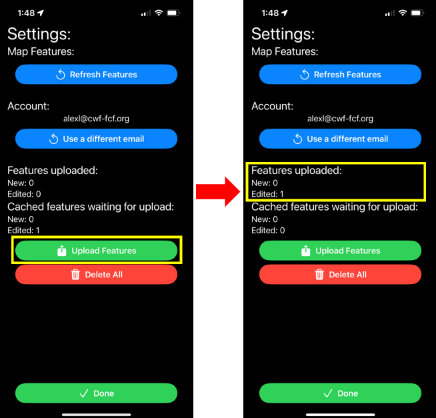 1:48
Settings:
Map Features:
Refresh Features
Account:
alexl@cwf-fcf.org
Use a different email
Features uploaded:
New: 0
Edited: 0
Cached features waiting for upload:
New: 0
Edited: 1
Upload Features
Delete All
Done
1:48
Settings:
Map Features:
Refresh Features
Account:
alexl@cwf-fcf.org
Use a different email
Features uploaded:
New: 0
Edited: 1
Cached features waiting for upload:
New: 0
Edited: 0
Upload Features
Delete All
Done